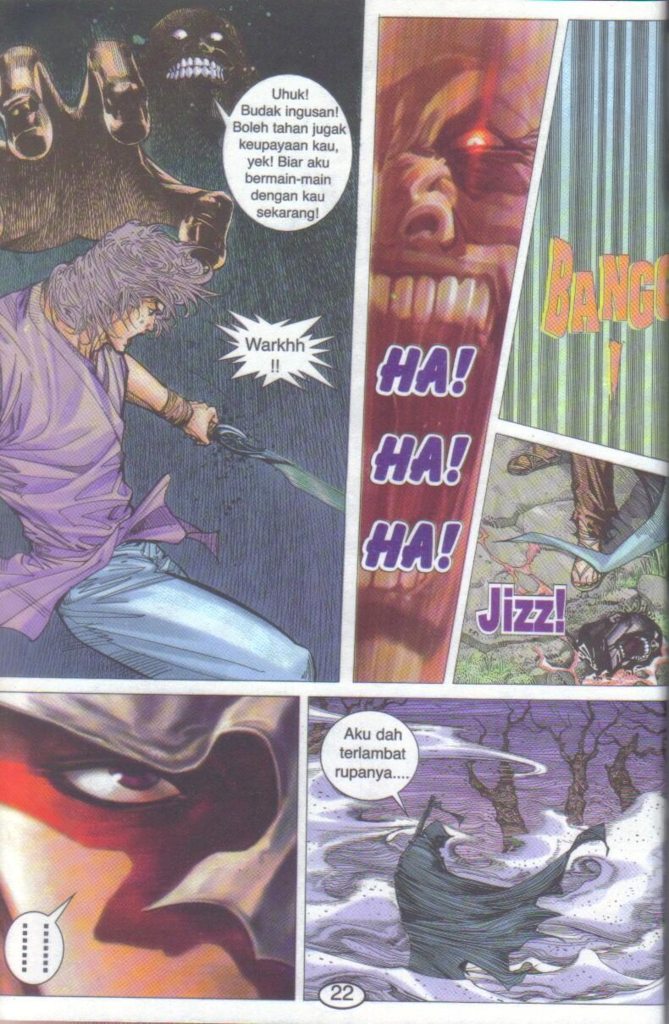 Uhuk!
Budak ingusan!
Boleh tahan jugak
keupayaan kau,
yek! Biar aku
bermain-main
dengan kau
sekarang!
Warkhh
!!
HA!
HA!
HA!
BANG
!
Jizz!
Aku dah
terlambat
rupanya....
22